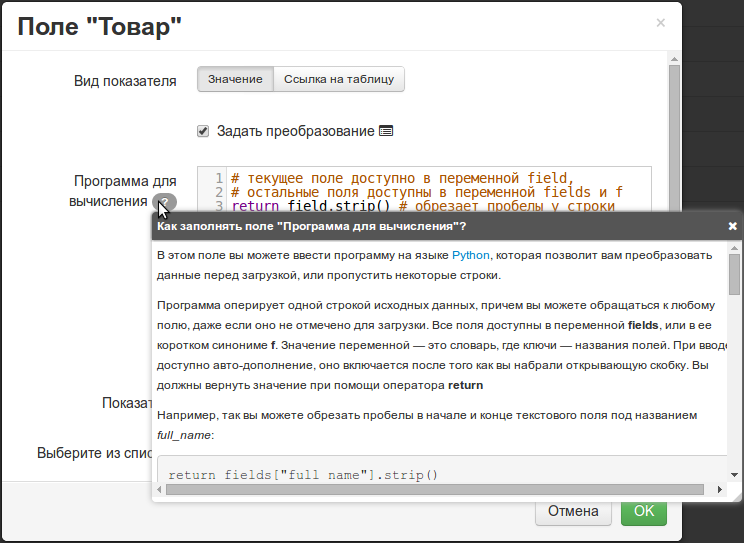 Поле "Товар"
×
Вид показателя
Значение
Ссылка на таблицу
Задать преобразование
Программа для
вычисления ?
1 # текущее поле доступно в переменной field,
2 # остальные поля доступны в переменной fields и f
3 return field.strip() # обрезает пробелы у строки
Как заполнять поле "Программа для вычисления"?
В этом поле вы можете ввести программу на языке Python, которая позволит вам преобразовать
данные перед загрузкой, или пропустить некоторые строки.
Программа оперирует одной строкой исходных данных, причем вы можете обращаться к любому
полю, даже если оно не отмечено для загрузки. Все поля доступны в переменной fields, или в ее
коротком синониме f. Значение переменной — это словарь, где ключи — названия полей. При вводе
доступно авто-дополнение, оно включается после того как вы набрали открывающую скобку. Вы
должны вернуть значение при помощи оператора return
Например, так вы можете обрезать пробелы в начале и конце текстового поля под названием
full_name:
return fields["full_name"].strip()
Показат
Выберите из спис
Отмена
OK